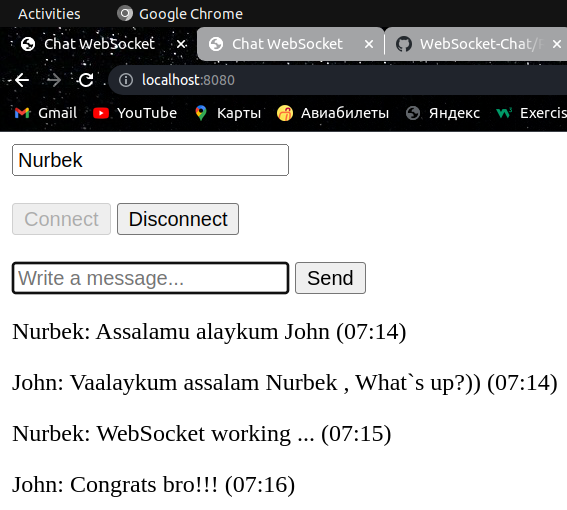 Activities Google Chrome
Chat WebSocket Chat WebSocket WebSocket-Chat/
localhost:8080
Gmail YouTube Карты Авиабилеты Яндекс Exercis
Nurbek
Connect Disconnect
Write a message... Send
Nurbek: Assalamu alaykum John (07:14)
John: Vaalaykum assalam Nurbek , What`s up?)) (07:14)
Nurbek: WebSocket working ... (07:15)
John: Congrats bro!!! (07:16)